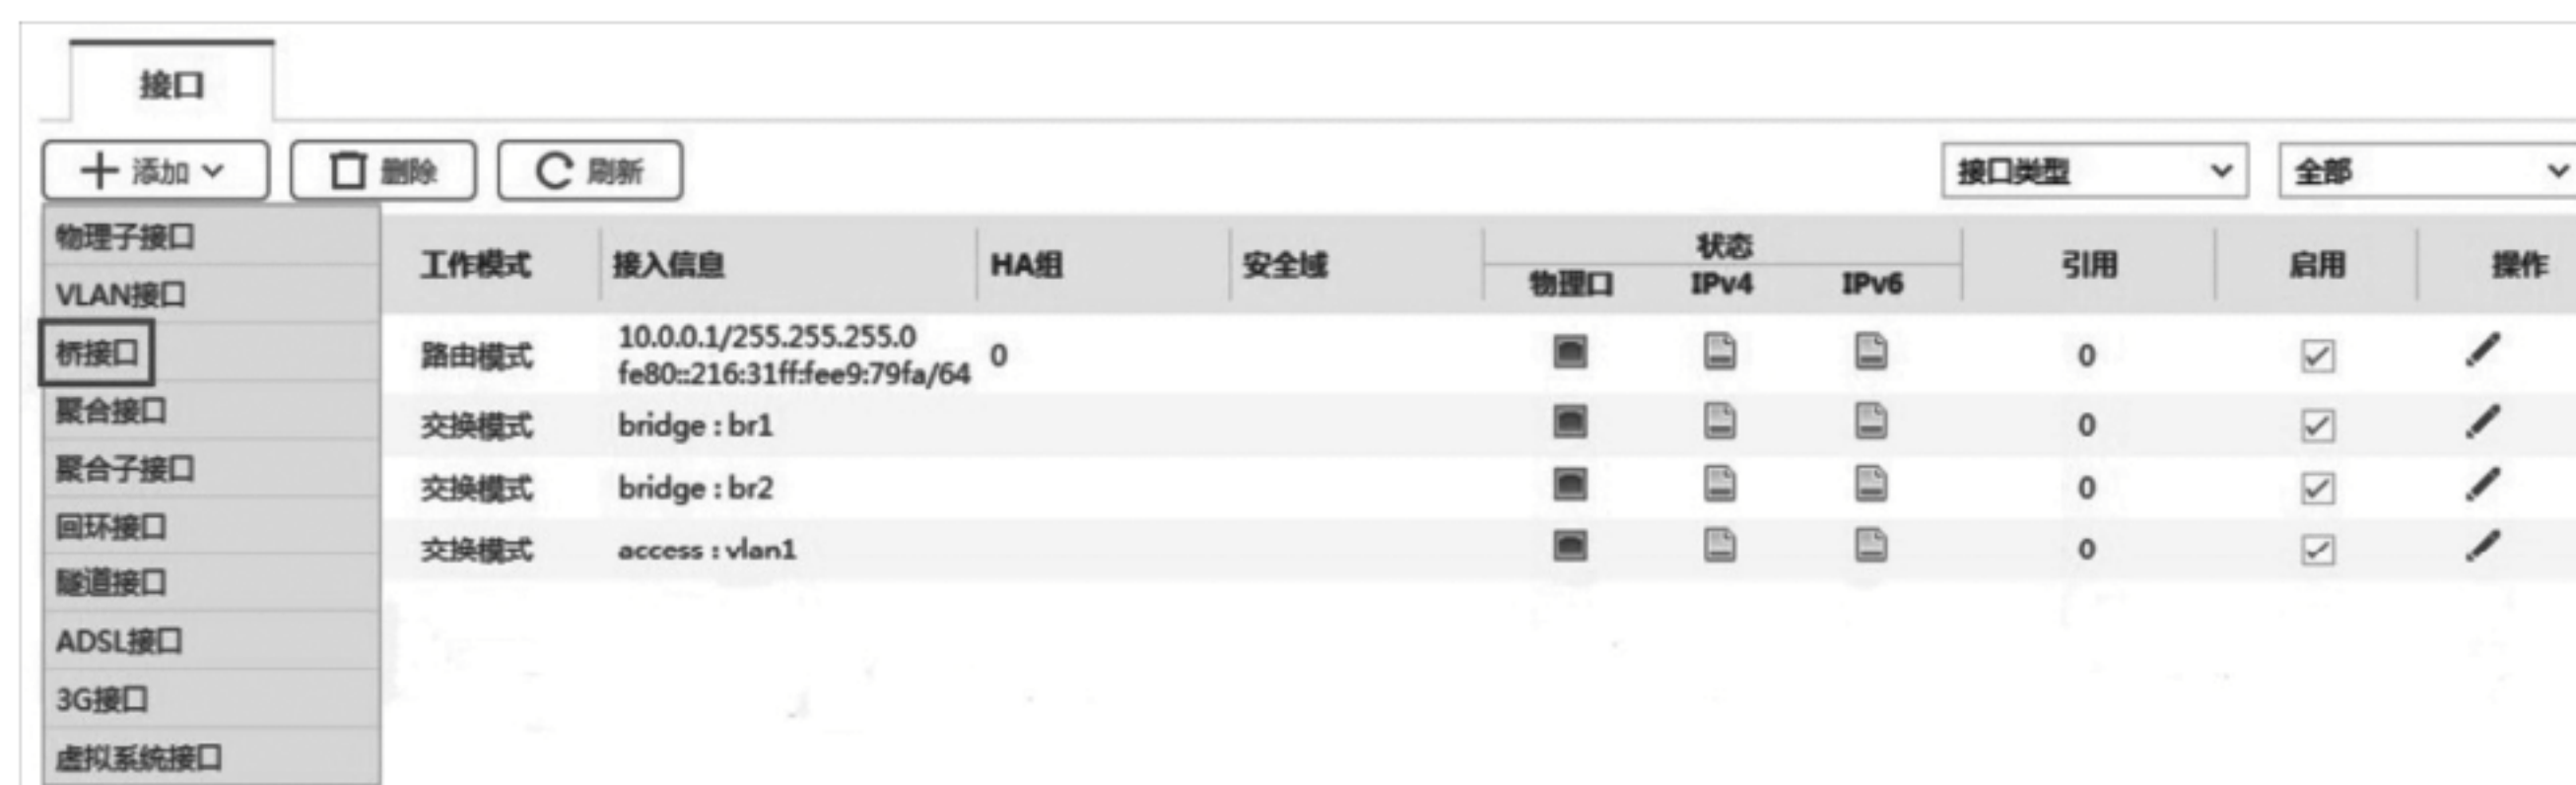 接口
添加 删除 刷新 接口类型 全部
物理子接口
VLAN接口
桥接口
聚合接口
聚合子接口
回环接口
隧道接口
ADSL接口
3G接口
虚拟系统接口
工作模式 接入信息 HA组 安全域 状态 引用 启用 操作
物理口 IPv4 IPv6
路由模式 10.0.0.1/255.255.255.0 0 0
fe80::216:31ff:fee9:79fa/64
交换模式 bridge : br1 0
交换模式 bridge : br2 0
交换模式 access : vlan1 0